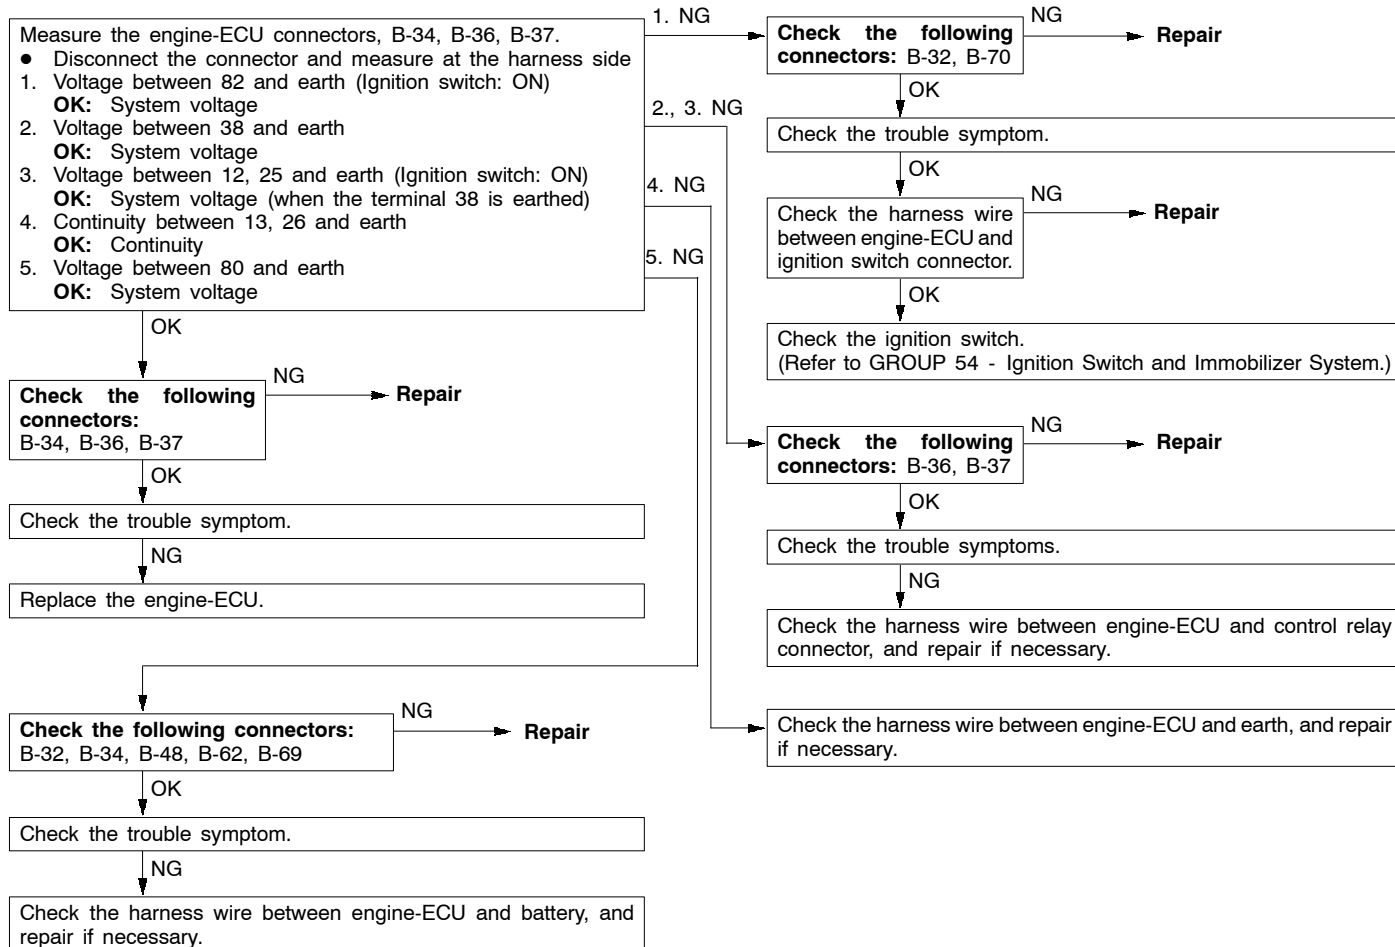 Measure the engine-ECU connectors, B-34, B-36, B-37.
● Disconnect the connector and measure at the harness side
1. Voltage between 82 and earth (Ignition switch: ON)
OK: System voltage
2. Voltage between 38 and earth
OK: System voltage
3. Voltage between 12, 25 and earth (Ignition switch: ON)
OK: System voltage (when the terminal 38 is earthed)
4. Continuity between 13, 26 and earth
OK: Continuity
5. Voltage between 80 and earth
OK: System voltage
OK
Check the following
connectors:
B-34, B-36, B-37
NG
Repair
OK
Check the trouble symptom.
NG
Replace the engine-ECU.
1. NG
Check the following
connectors: B-32, B-70
NG
Repair
OK
Check the trouble symptom.
OK
Check the harness wire
between engine-ECU and
ignition switch connector.
NG
Repair
OK
Check the ignition switch.
(Refer to GROUP 54 - Ignition Switch and Immobilizer System.)
2., 3. NG
Check the following
connectors: B-36, B-37
NG
Repair
OK
Check the trouble symptoms.
NG
Check the harness wire between engine-ECU and control relay
connector, and repair if necessary.
4. NG
Check the harness wire between engine-ECU and earth, and repair
if necessary.
5. NG
Check the following connectors:
B-32, B-34, B-48, B-62, B-69
NG
Repair
OK
Check the trouble symptom.
NG
Check the harness wire between engine-ECU and battery, and
repair if necessary.